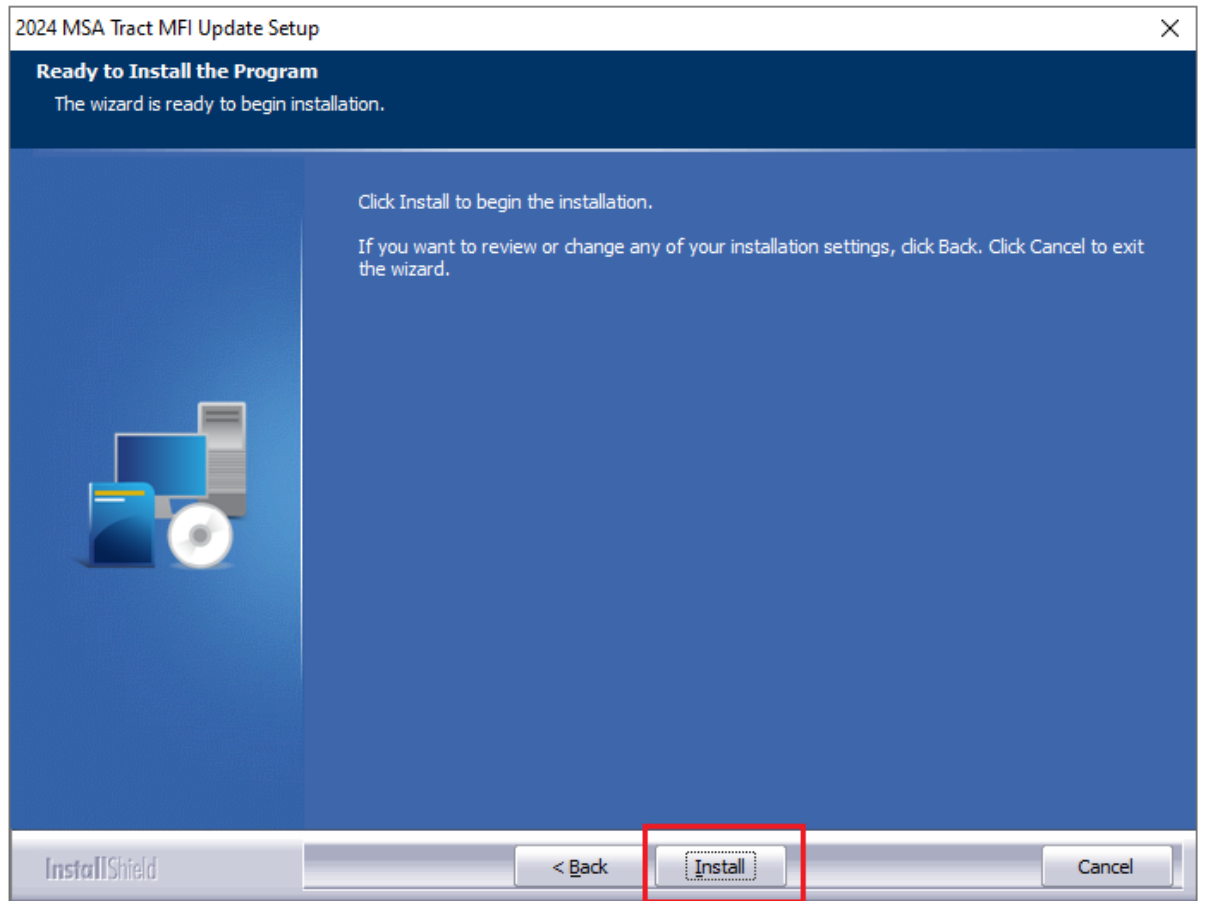 2024 MSA Tract MFI Update Setup
Ready to Install the Program
The wizard is ready to begin installation.
Click Install to begin the installation.
If you want to review or change any of your installation settings, click Back. Click Cancel to exit
the wizard.
InstallShield
< Back
Install
Cancel